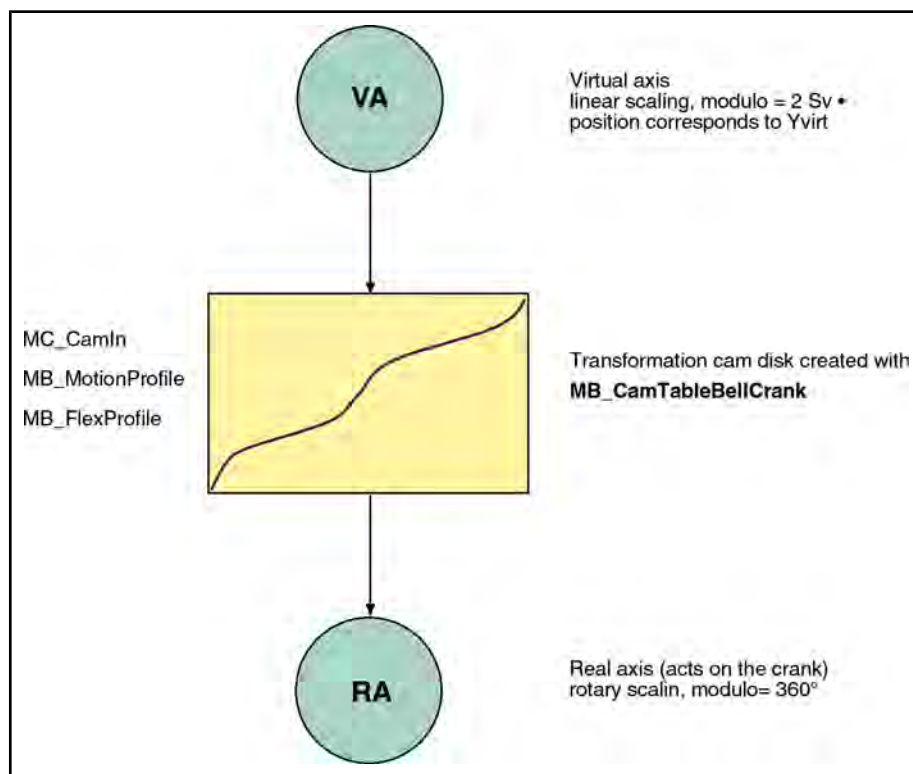 VA
Virtual axis
linear scaling, modulo = 2 Sv •
position corresponds to Yvirt
MC_CamIn
MB_MotionProfile
MB_FlexProfile
Transformation cam disk created with
MB_CamTableBellCrank
RA
Real axis (acts on the crank)
rotary scalin, modulo= 360°